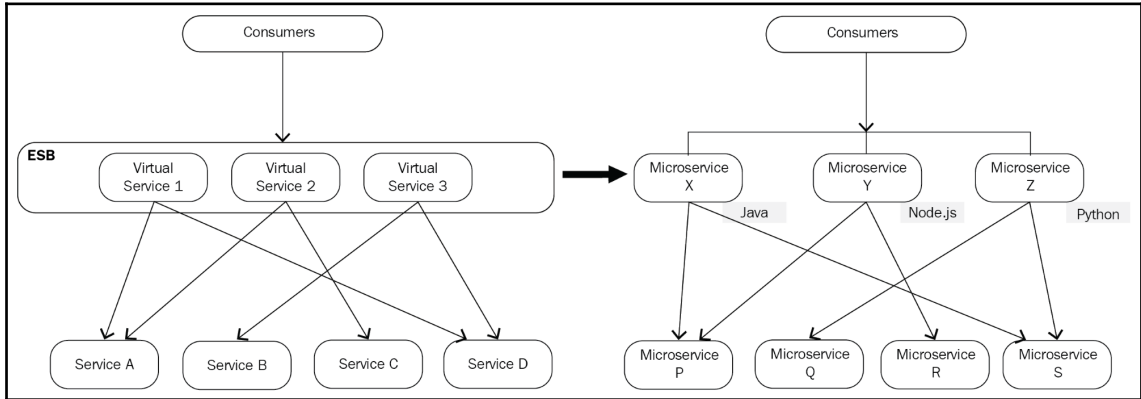 Consumers
ESB
Virtual
Service 1
Virtual
Service 2
Virtual
Service 3
Service A
Service B
Service C
Service D
Consumers
Microservice
X
Microservice
Y
Microservice
Z
Java
Node.js
Python
Microservice
P
Microservice
Q
Microservice
R
Microservice
S